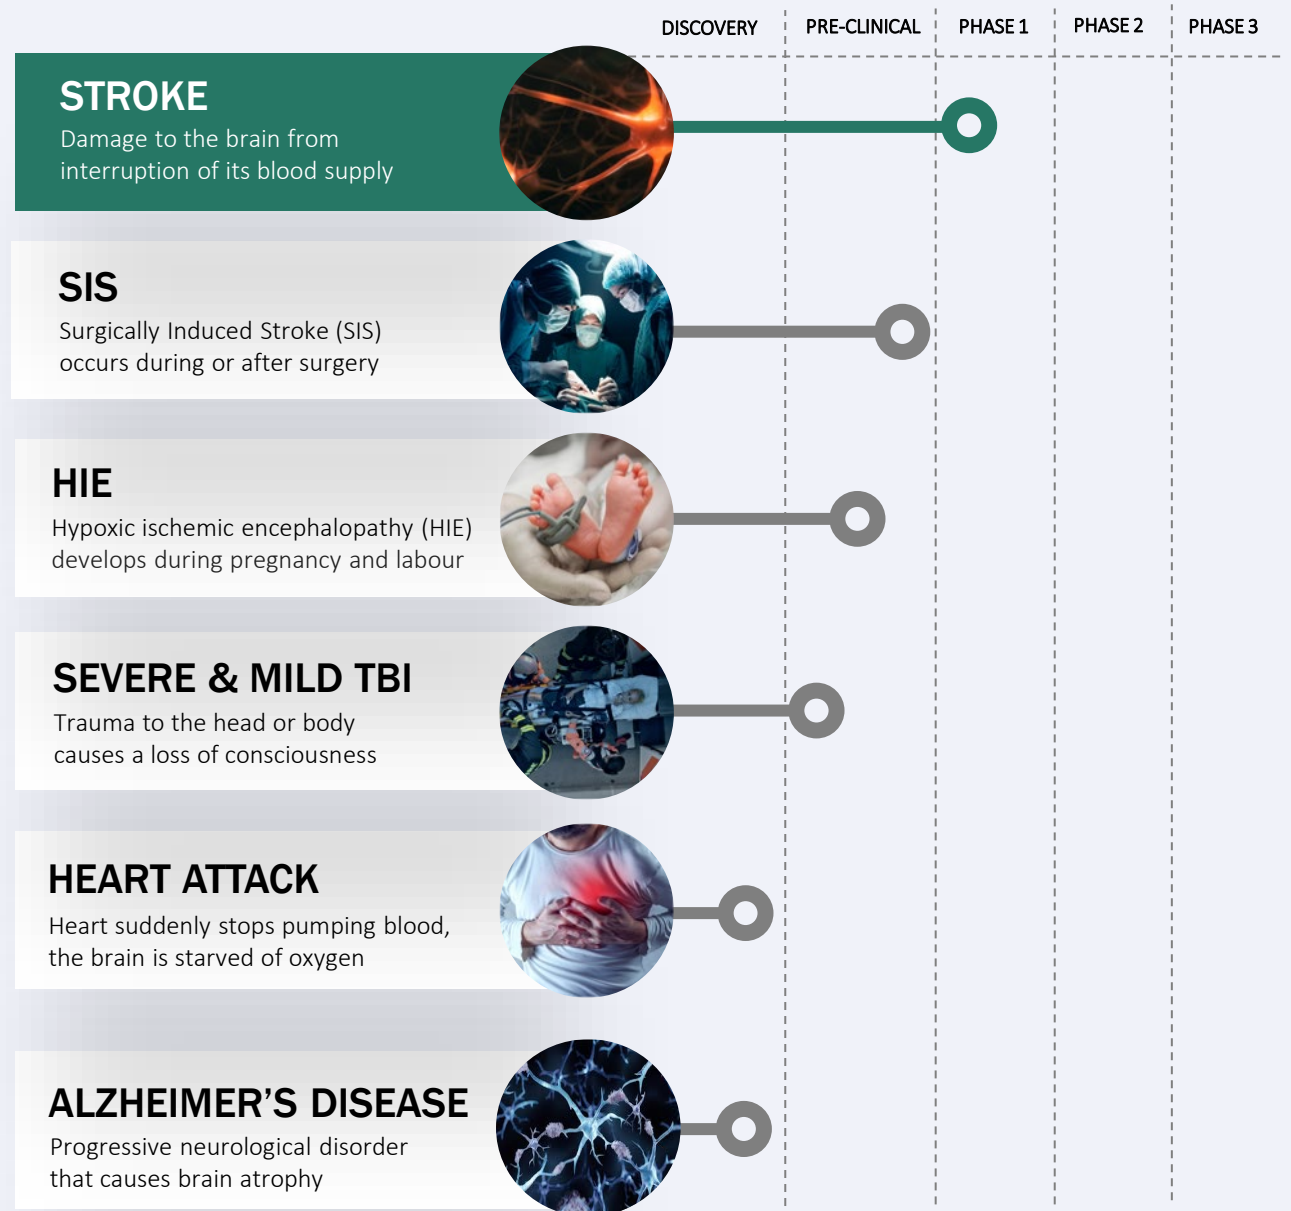 DISCOVERY
PRE-CLINICAL
PHASE 1
PHASE 2
PHASE 3
STROKE
Damage to the brain from
interruption of its blood supply
SIS
Surgically Induced Stroke (SIS)
occurs during or after surgery
HIE
Hypoxic ischemic encephalopathy (HIE)
develops during pregnancy and labour
SEVERE & MILD TBI
Trauma to the head or body
causes a loss of consciousness
HEART ATTACK
Heart suddenly stops pumping blood,
the brain is starved of oxygen
ALZHEIMER’S DISEASE
Progressive neurological disorder
that causes brain atrophy